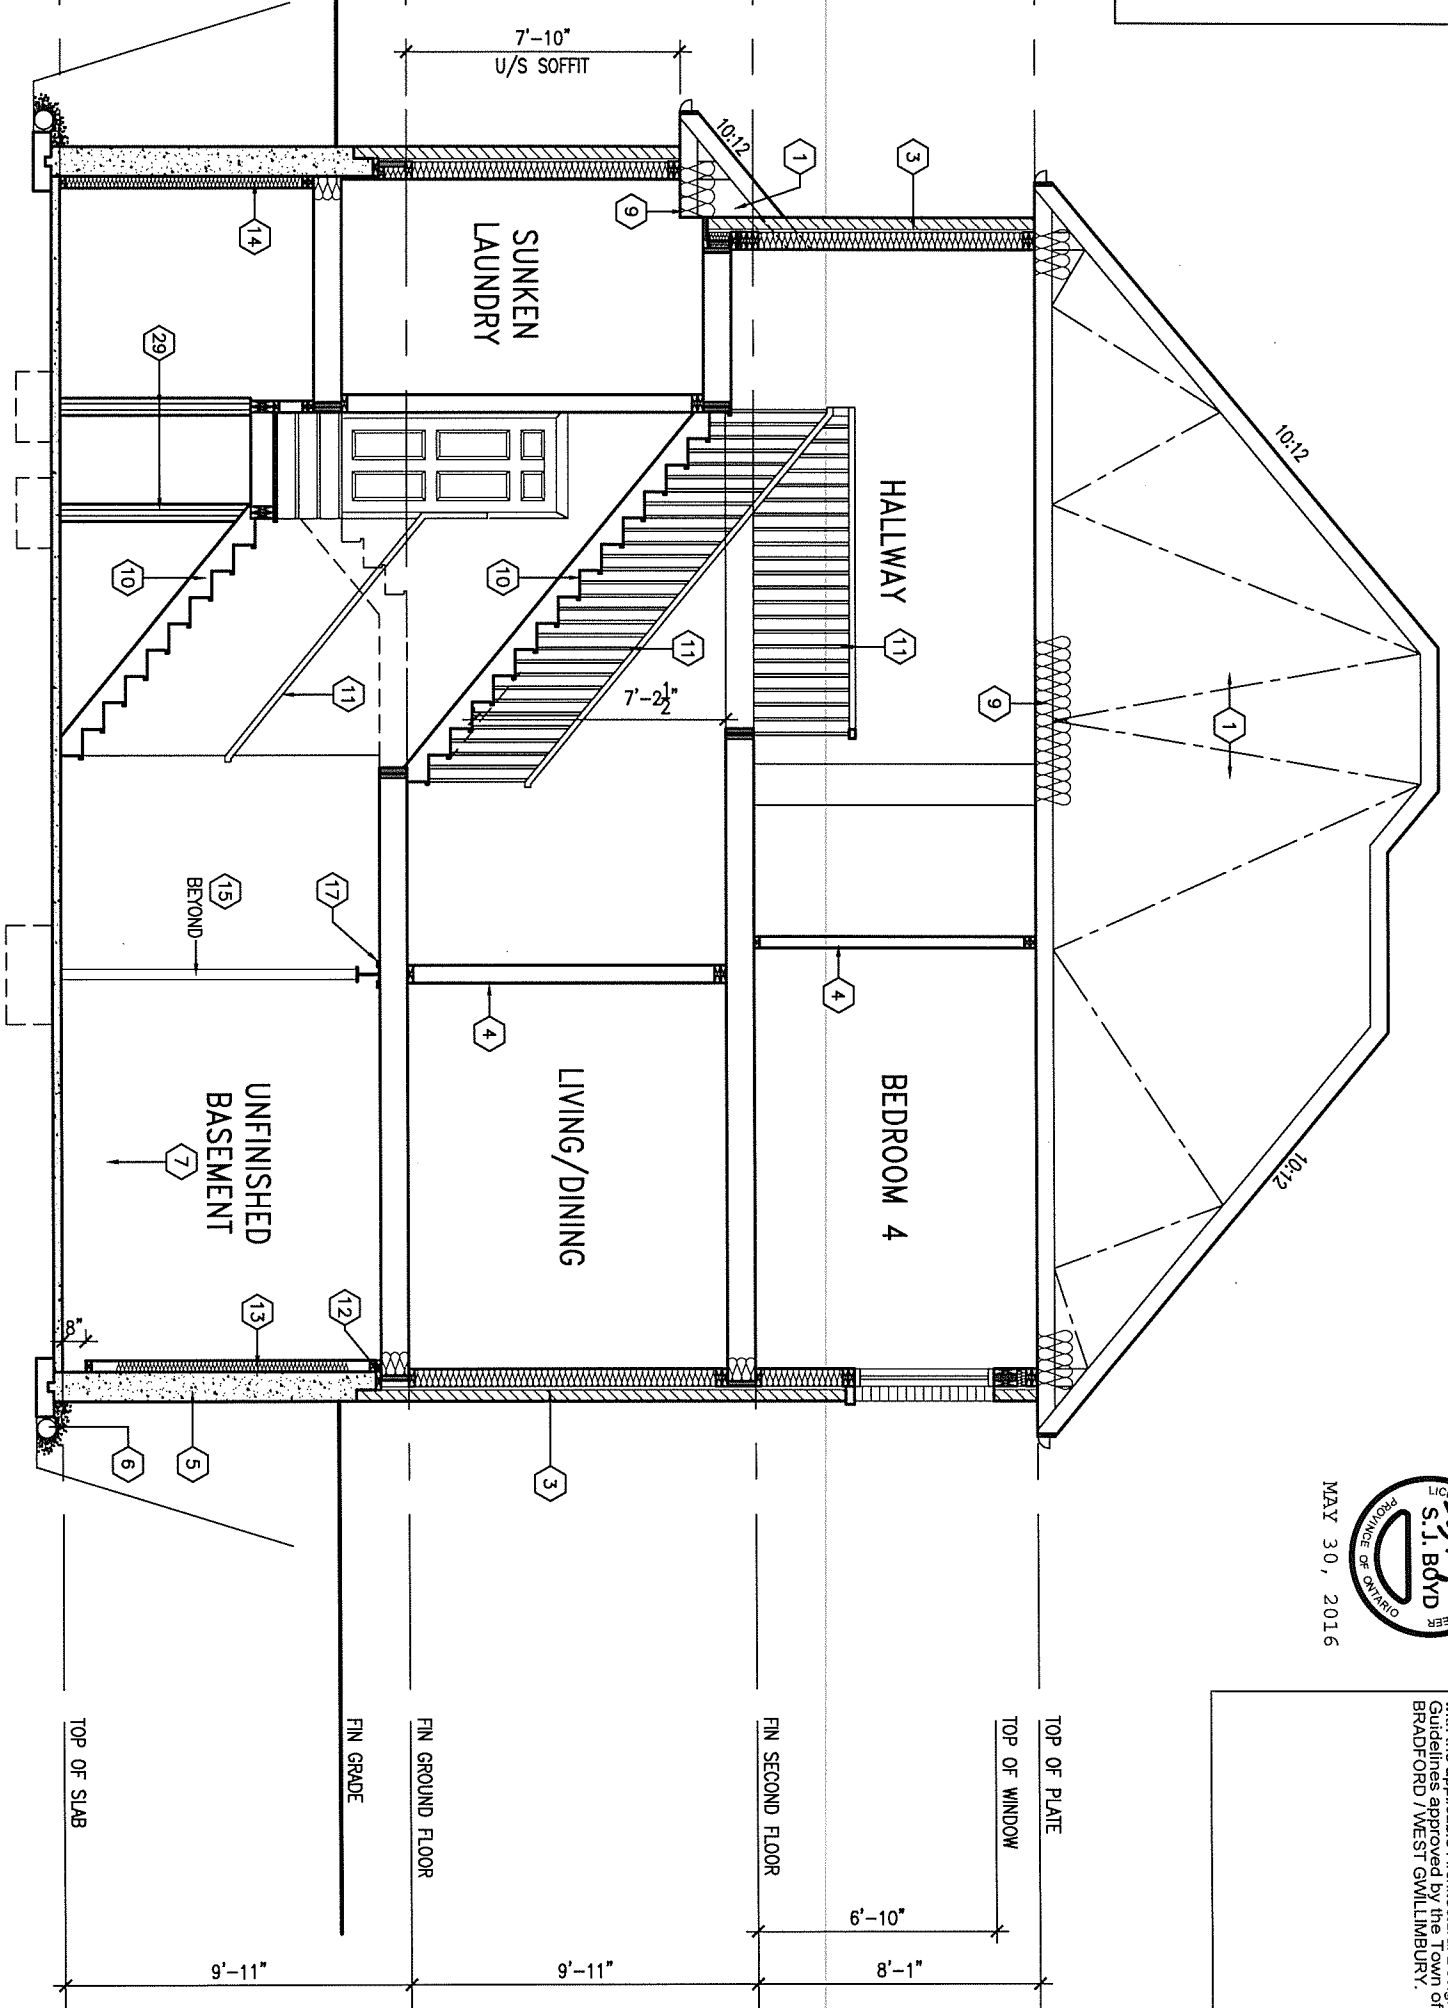 7'-10"
U/S SOFFIT
10:12
1
3
9
14
SUNKEN
LAUNDRY
29
10
10
HALLWAY
11
11
11
7'-2½"
10:12
9
1
15
BEYOND
17
4
4
BEDROOM 4
LIVING/DINING
UNFINISHED
BASEMENT
7
10:12
8"
13
12
6
5
3
S.J. BOYD
PROVINCE OF ONTARIO
MAY 30, 2016
Guidelines approved by the Town of
BRADFORD / WEST GWILLIMBURY.
TOP OF PLATE
TOP OF WINDOW
FIN SECOND FLOOR
FIN GROUND FLOOR
FIN GRADE
TOP OF SLAB
6'-10"
8'-1"
9'-11"
9'-11"